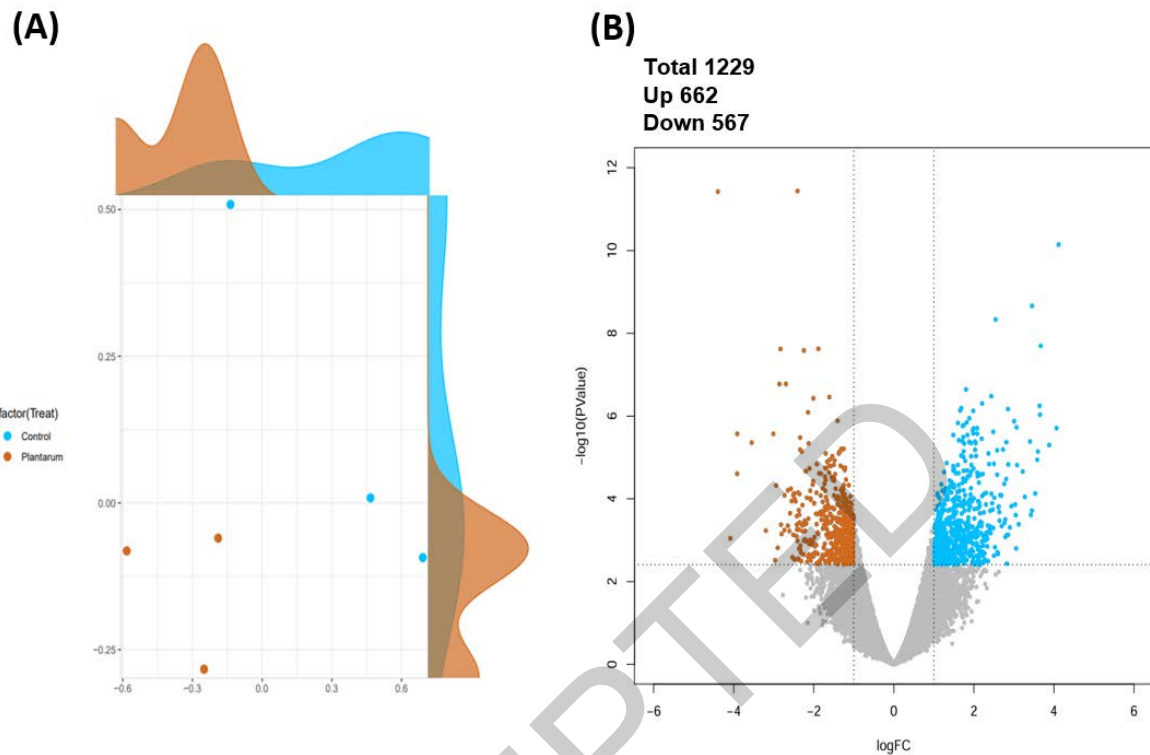 (A)
0.50
0.25
0.00
−0.25
−0.6
−0.3
0.0
0.3
0.6
factor(Treat)
Control
Plantarum
(B)
Total 1229
Up 662
Down 567
12
10
8
6
4
2
0
−log10(PValue)
−6
−4
−2
0
2
4
6
logFC
PTED